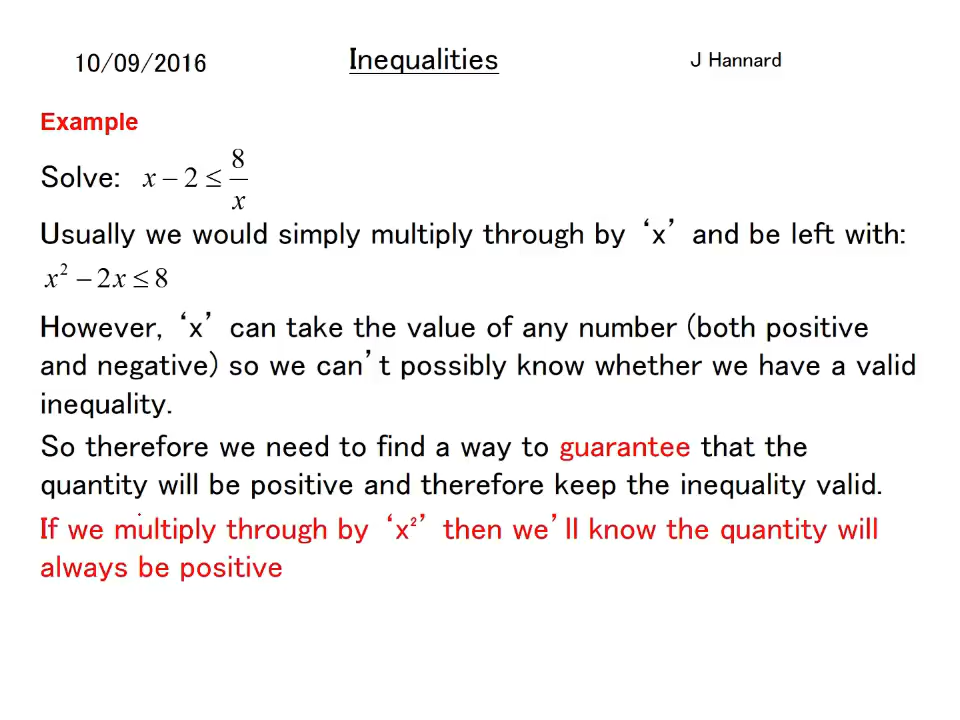 10/09/2016 Inequalities J Hannard
Example
Solve: x − 2 ≤ 8/x
Usually we would simply multiply through by ‘x’ and be left with:
x² − 2x ≤ 8
However, ‘x’ can take the value of any number (both positive
and negative) so we can’t possibly know whether we have a valid
inequality.
So therefore we need to find a way to guarantee that the
quantity will be positive and therefore keep the inequality valid.
If we multiply through by ‘x²’ then we’ll know the quantity will
always be positive